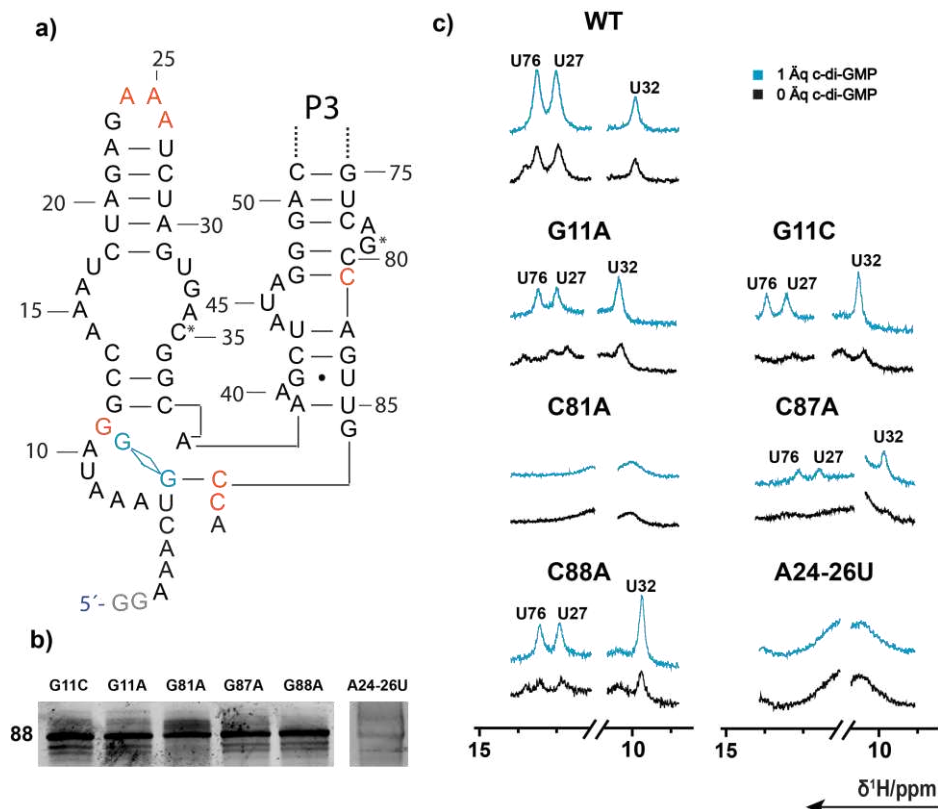 a)
25
A A
P3
G A
A U
G C C G 75
20 A U 50 A U
U A 30 G C A
C G G C G*
U U G C 80
A G A G C
15 A A 45 U
A C* 35 A U A
C G C G
C G 40 A G • U
G C A A U 85
G A G
10 A G
U G C C
A A A U C A
C
A
A
5´- GG A
b)
G11C G11A G81A G87A G88A A24-26U
88
c)
WT
1 Äq c-di-GMP
0 Äq c-di-GMP
U76 U27 U32
G11A
U76 U27 U32
G11C
U76 U27 U32
C81A
C87A
U76 U27 U32
C88A
U76 U27 U32
A24-26U
15 10
15 10
δ¹H/ppm